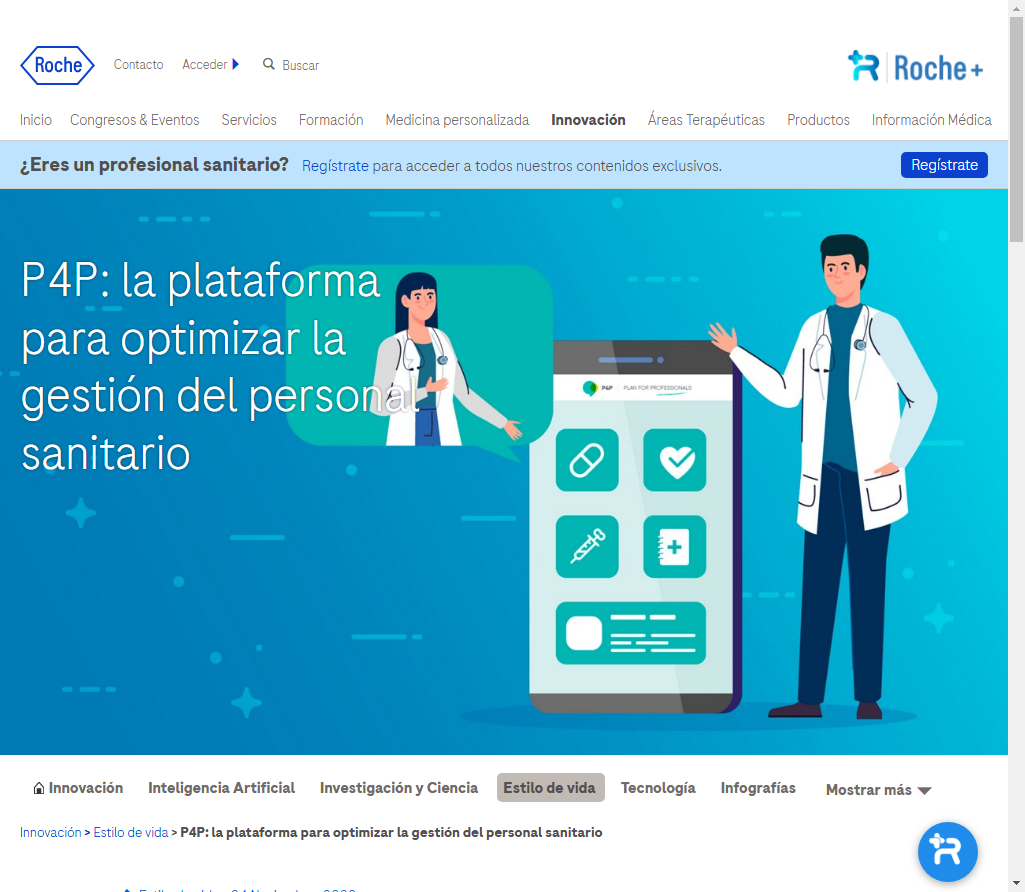 Roche
Contacto
Acceder
Buscar
Roche+
Inicio
Congresos & Eventos
Servicios
Formación
Medicina personalizada
Innovación
Áreas Terapéuticas
Productos
Información Médica
¿Eres un profesional sanitario?
Regístrate para acceder a todos nuestros contenidos exclusivos.
Regístrate
P4P: la plataforma
para optimizar la
gestión del personal
sanitario
P4P PLAN FOR PROFESSIONALS
Innovación
Inteligencia Artificial
Investigación y Ciencia
Estilo de vida
Tecnología
Infografías
Mostrar más
Innovación > Estilo de vida > P4P: la plataforma para optimizar la gestión del personal sanitario